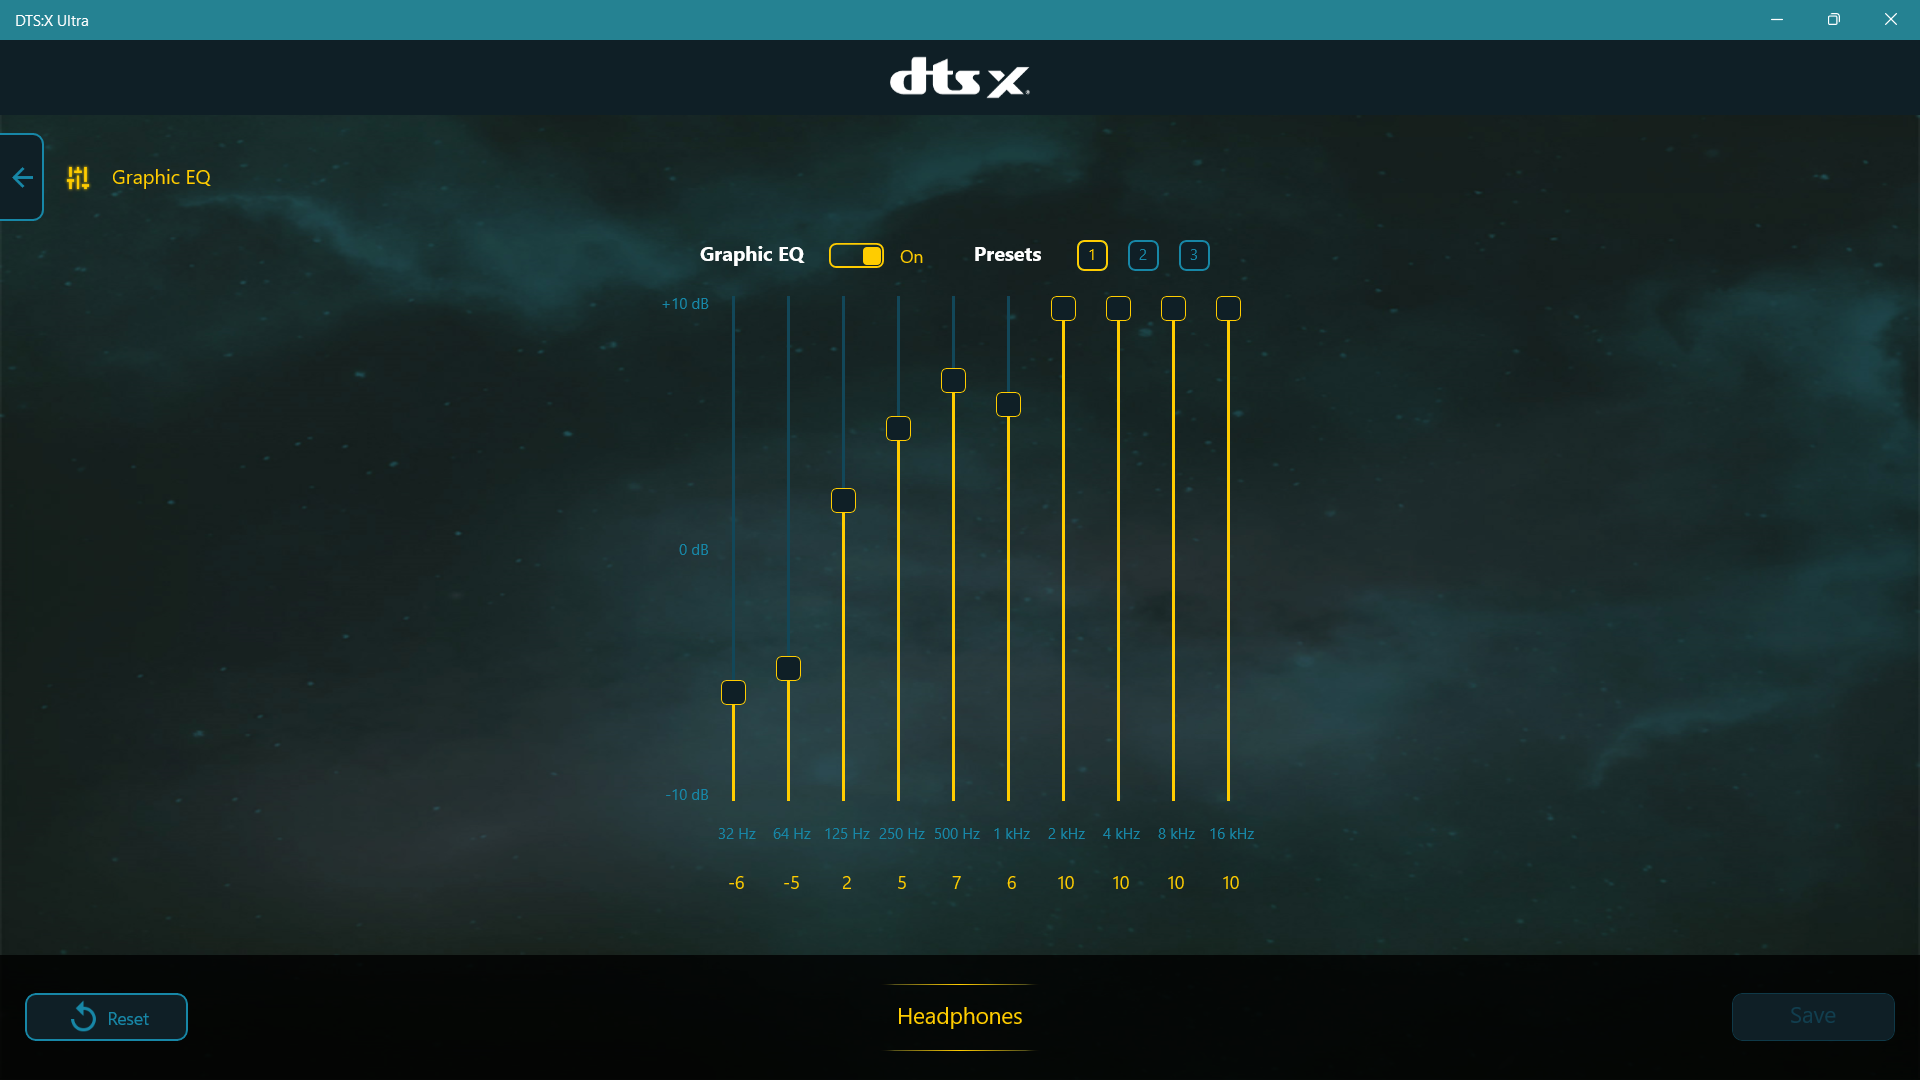 DTS:X Ultra
dts x
Graphic EQ
Graphic EQ On Presets 1 2 3
+10 dB
0 dB
-10 dB
32 Hz 64 Hz 125 Hz 250 Hz 500 Hz 1 kHz 2 kHz 4 kHz 8 kHz 16 kHz
-6 -5 2 5 7 6 10 10 10 10
Reset Headphones Save